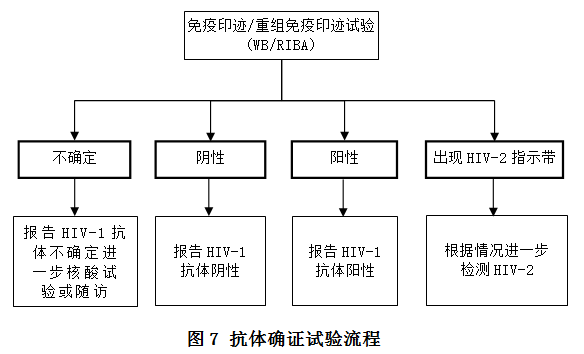 免疫印迹/重组免疫印迹试验
(WB/RIBA)
不确定
阴性
阳性
出现 HIV-2 指示带
报告 HIV-1 抗
体不确定进
一步核酸试
验或随访
报告 HIV-1
抗体阴性
报告 HIV-1
抗体阳性
根据情况进一步
检测 HIV-2
图 7 抗体确证试验流程